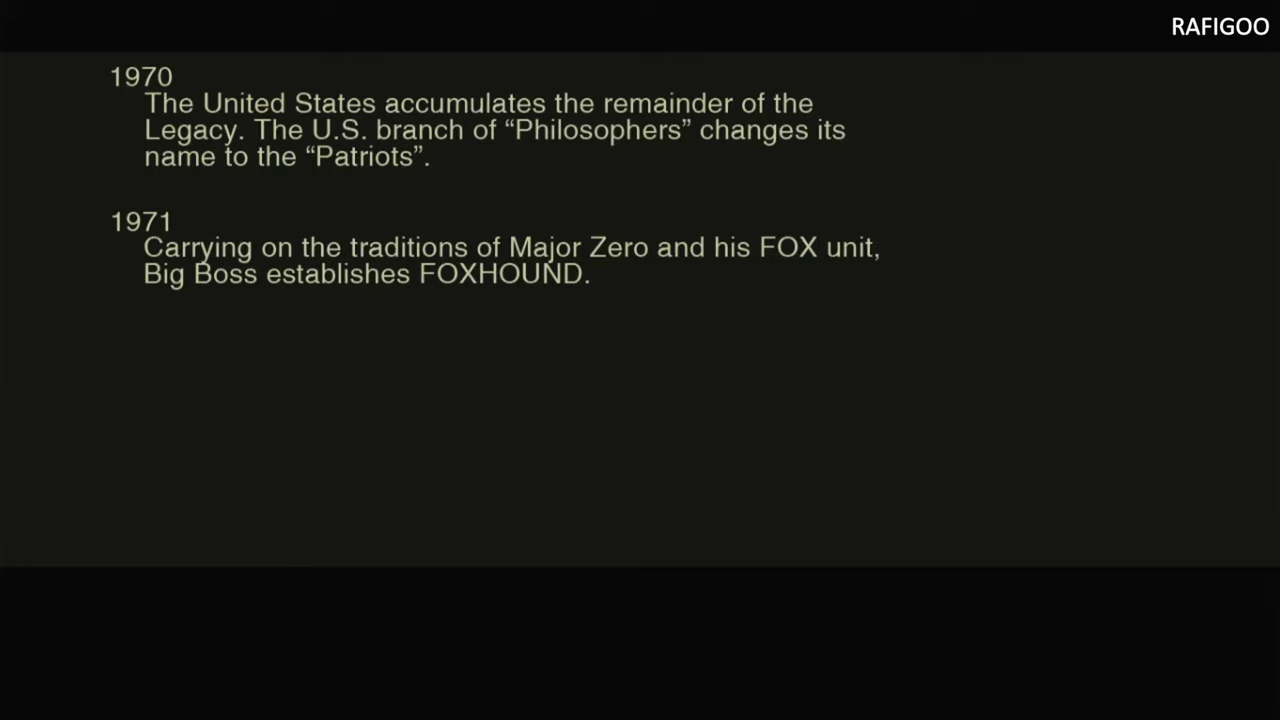 RAFIGOO
1970
The United States accumulates the remainder of the
Legacy. The U.S. branch of “Philosophers” changes its
name to the “Patriots”.
1971
Carrying on the traditions of Major Zero and his FOX unit,
Big Boss establishes FOXHOUND.